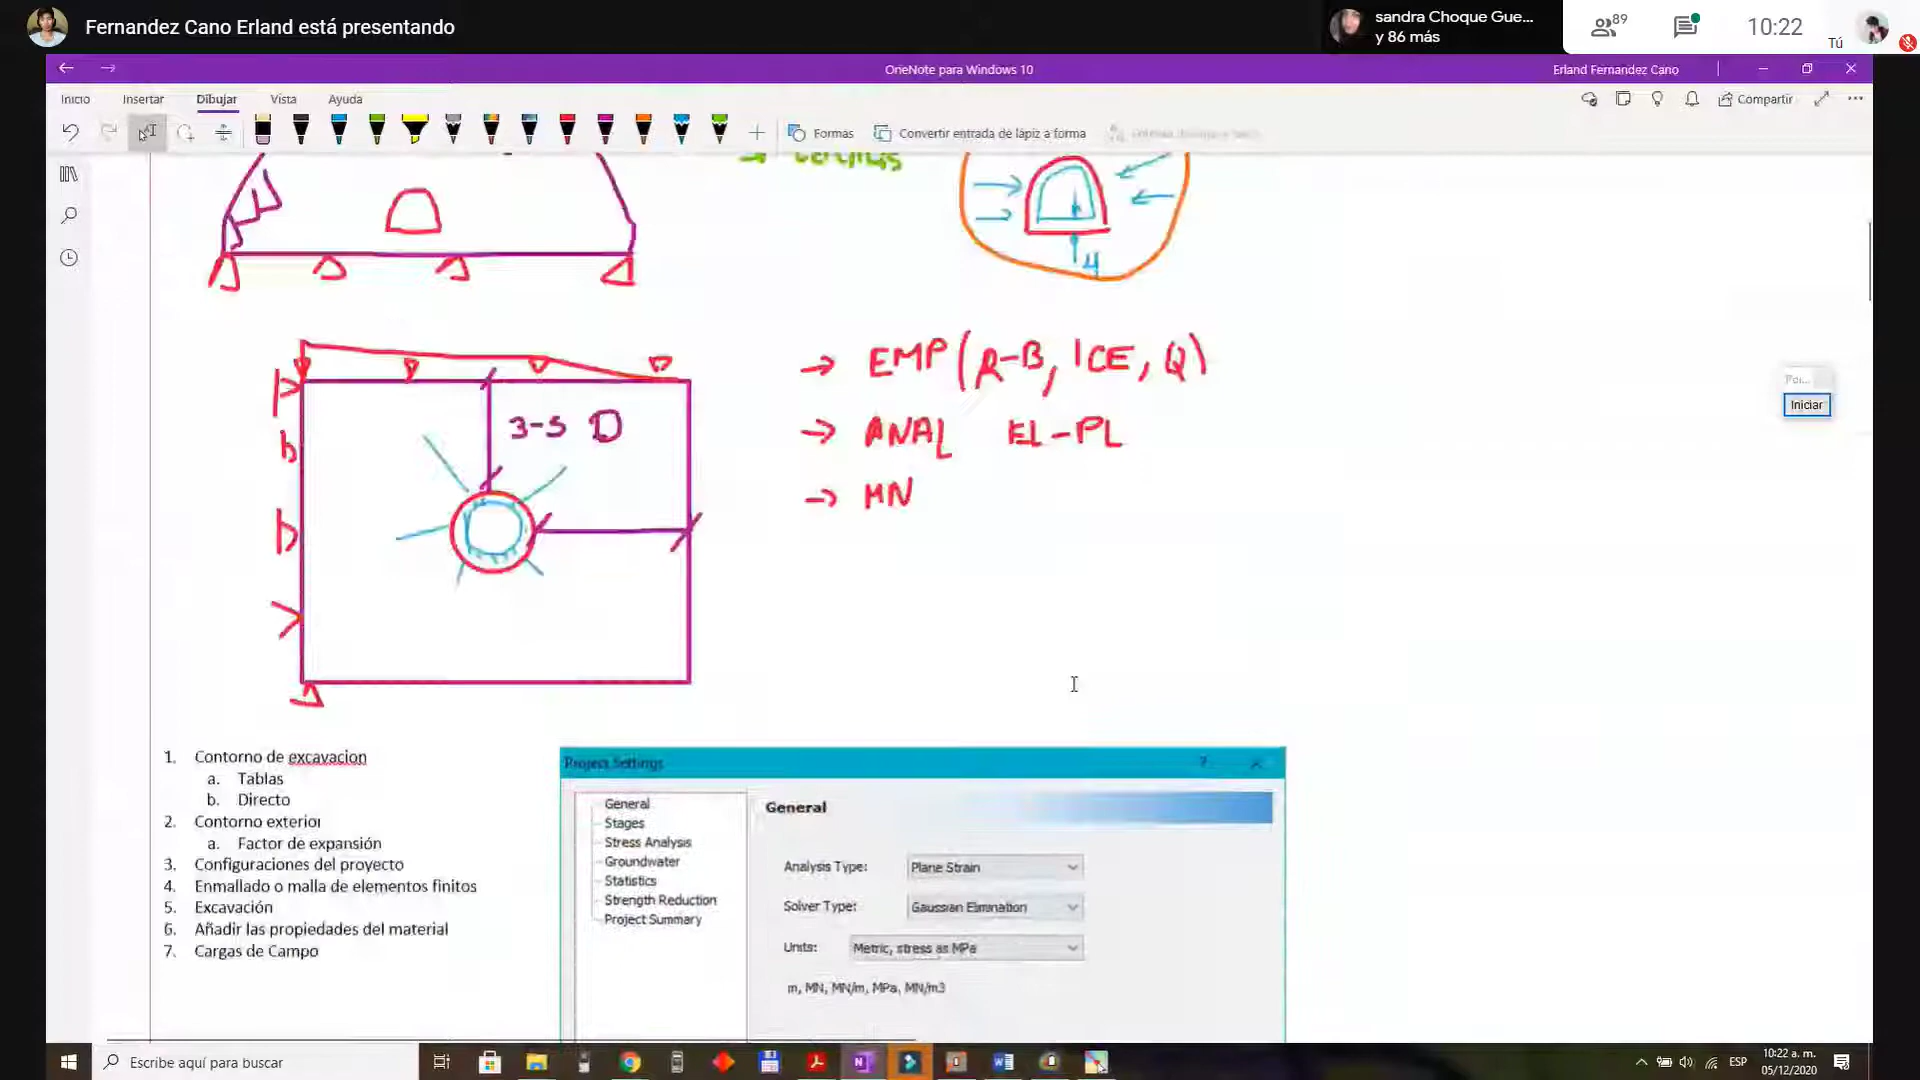 Fernandez Cano Erland está presentando
sandra Choque Gue...
y 86 más
89
10:22
Tú
OneNote para Windows 10
Erland Fernandez Cano
Inicio Insertar Dibujar Vista Ayuda
Compartir
Formas
Convertir entrada de lápiz a forma
4
3-5 D
→ EMP (R-B, ICE, Q)
→ ANAL EL-PL
→ MN
Iniciar
1. Contorno de excavacion
a. Tablas
b. Directo
2. Contorno exterior
a. Factor de expansión
3. Configuraciones del proyecto
4. Enmallado o malla de elementos finitos
5. Excavación
6. Añadir las propiedades del material
7. Cargas de Campo
Project Settings
?
General
Stages
Stress Analysis
Groundwater
Statistics
Strength Reduction
Project Summary
General
Analysis Type: Plane Strain
Solver Type: Gaussian Elimination
Units: Metric, stress as MPa
m, MN, MN/m, MPa, MN/m3
Escribe aquí para buscar
ESP
10:22 a. m.
05/12/2020